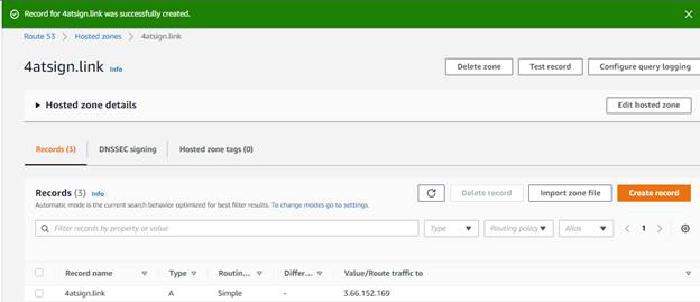 Record for 4atsign.link was successfully created.
Route 53 > Hosted zones > 4atsign.link
4atsign.link Info
Delete zone Test record Configure query logging
Hosted zone details
Edit hosted zone
Records (3) DNSSEC signing Hosted zone tags (0)
Records (3) Info
Delete record Import zone file Create record
Automatic mode is the current search behavior optimized for best filter results. To change modes go to settings.
Filter records by property or value Type Routing policy Alias 1
Record name Type Routin... Differ... Value/Route traffic to
4atsign.link A Simple - 3.66.152.169